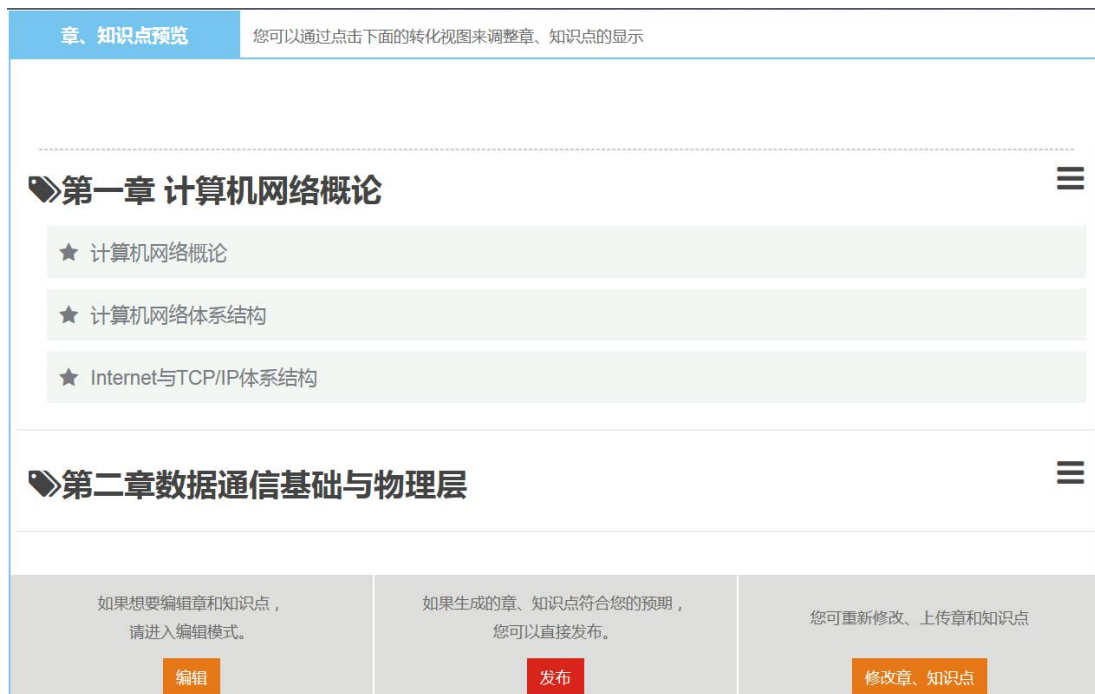 章、知识点预览
您可以通过点击下面的转化视图来调整章、知识点的显示
第一章 计算机网络概论
计算机网络概论
计算机网络体系结构
Internet与TCP/IP体系结构
第二章数据通信基础与物理层
如果想要编辑章和知识点，
请进入编辑模式。
编辑
如果生成的章、知识点符合您的预期，
您可以直接发布。
发布
您可重新修改、上传章和知识点
修改章、知识点